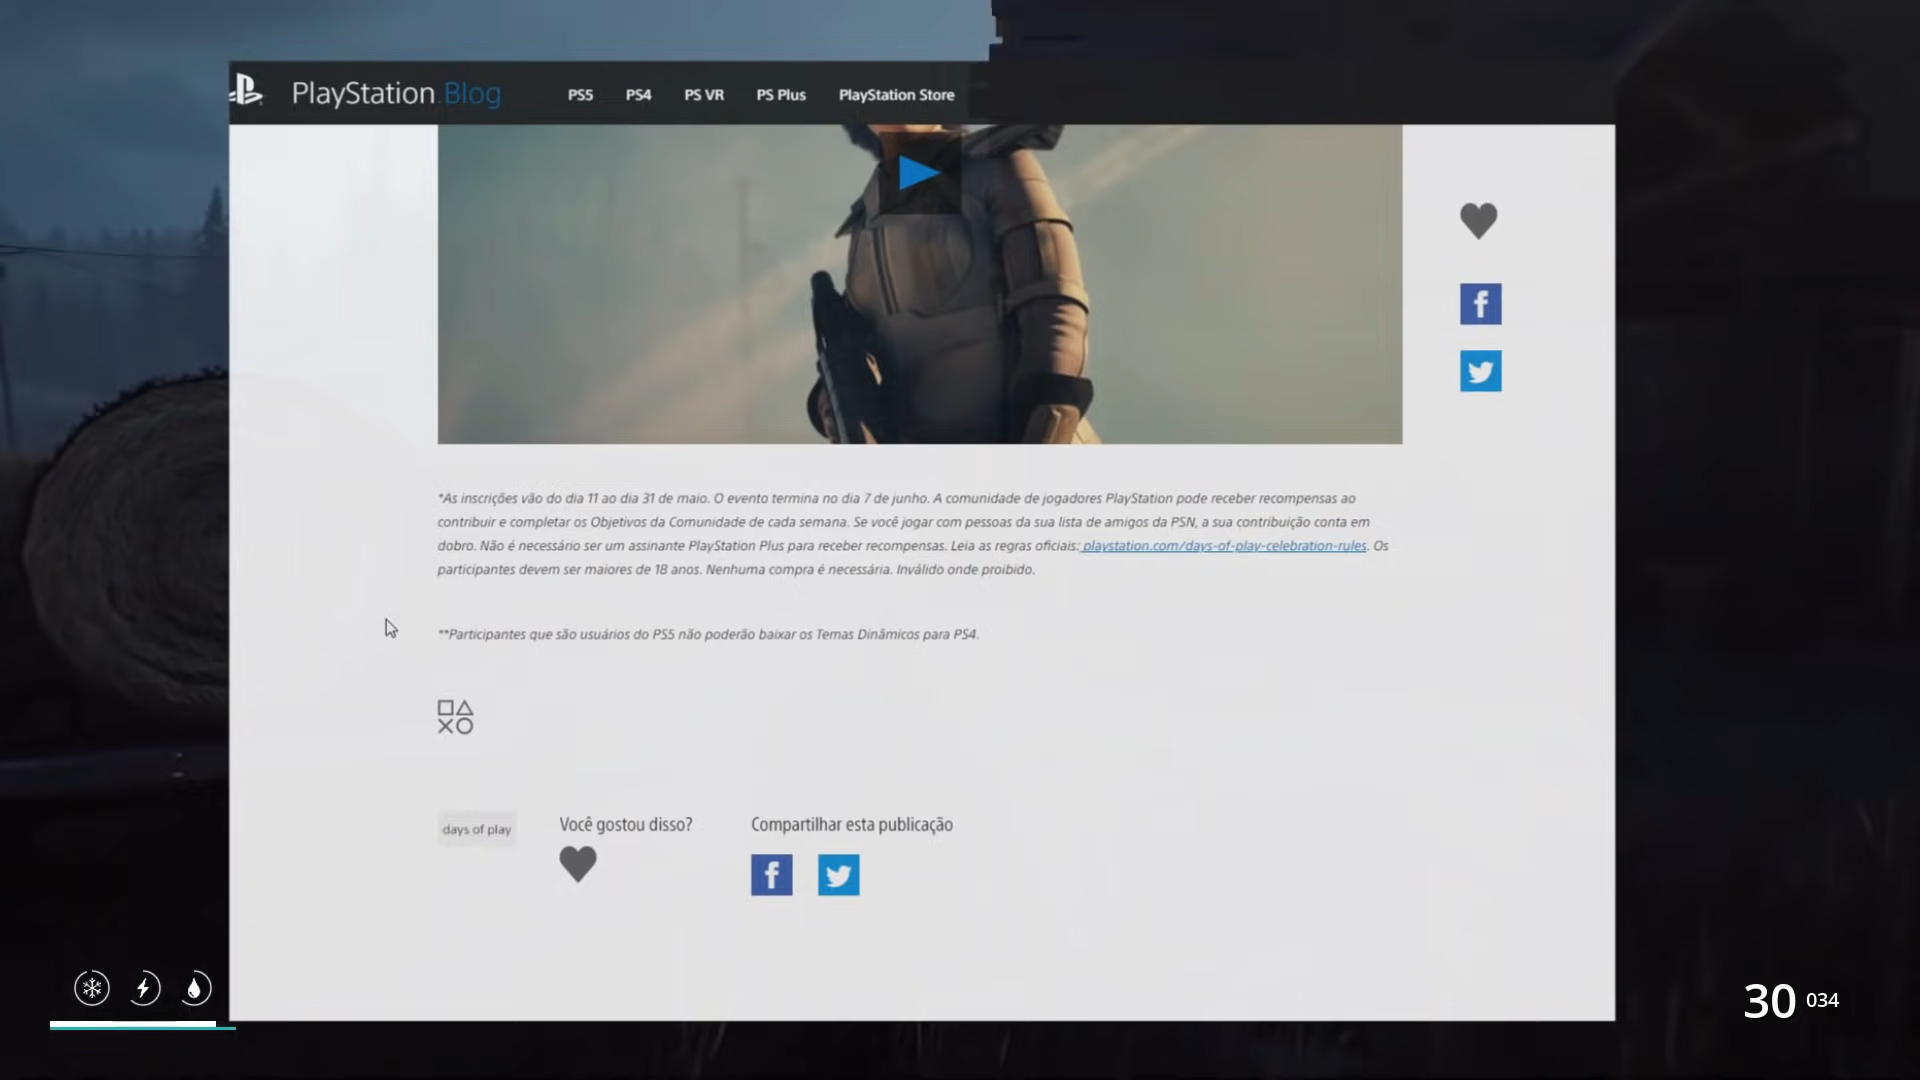 PlayStation.Blog PS5 PS4 PS VR PS Plus PlayStation Store
*As inscrições vão do dia 11 ao dia 31 de maio. O evento termina no dia 7 de junho. A comunidade de jogadores PlayStation pode receber recompensas ao
contribuir e completar os Objetivos da Comunidade de cada semana. Se você jogar com pessoas da sua lista de amigos da PSN, a sua contribuição conta em
dobro. Não é necessário ser um assinante PlayStation Plus para receber recompensas. Leia as regras oficiais: playstation.com/days-of-play-celebration-rules. Os
participantes devem ser maiores de 18 anos. Nenhuma compra é necessária. Inválido onde proibido.
**Participantes que são usuários do PS5 não poderão baixar os Temas Dinâmicos para PS4.
days of play Você gostou disso? Compartilhar esta publicação
30 034